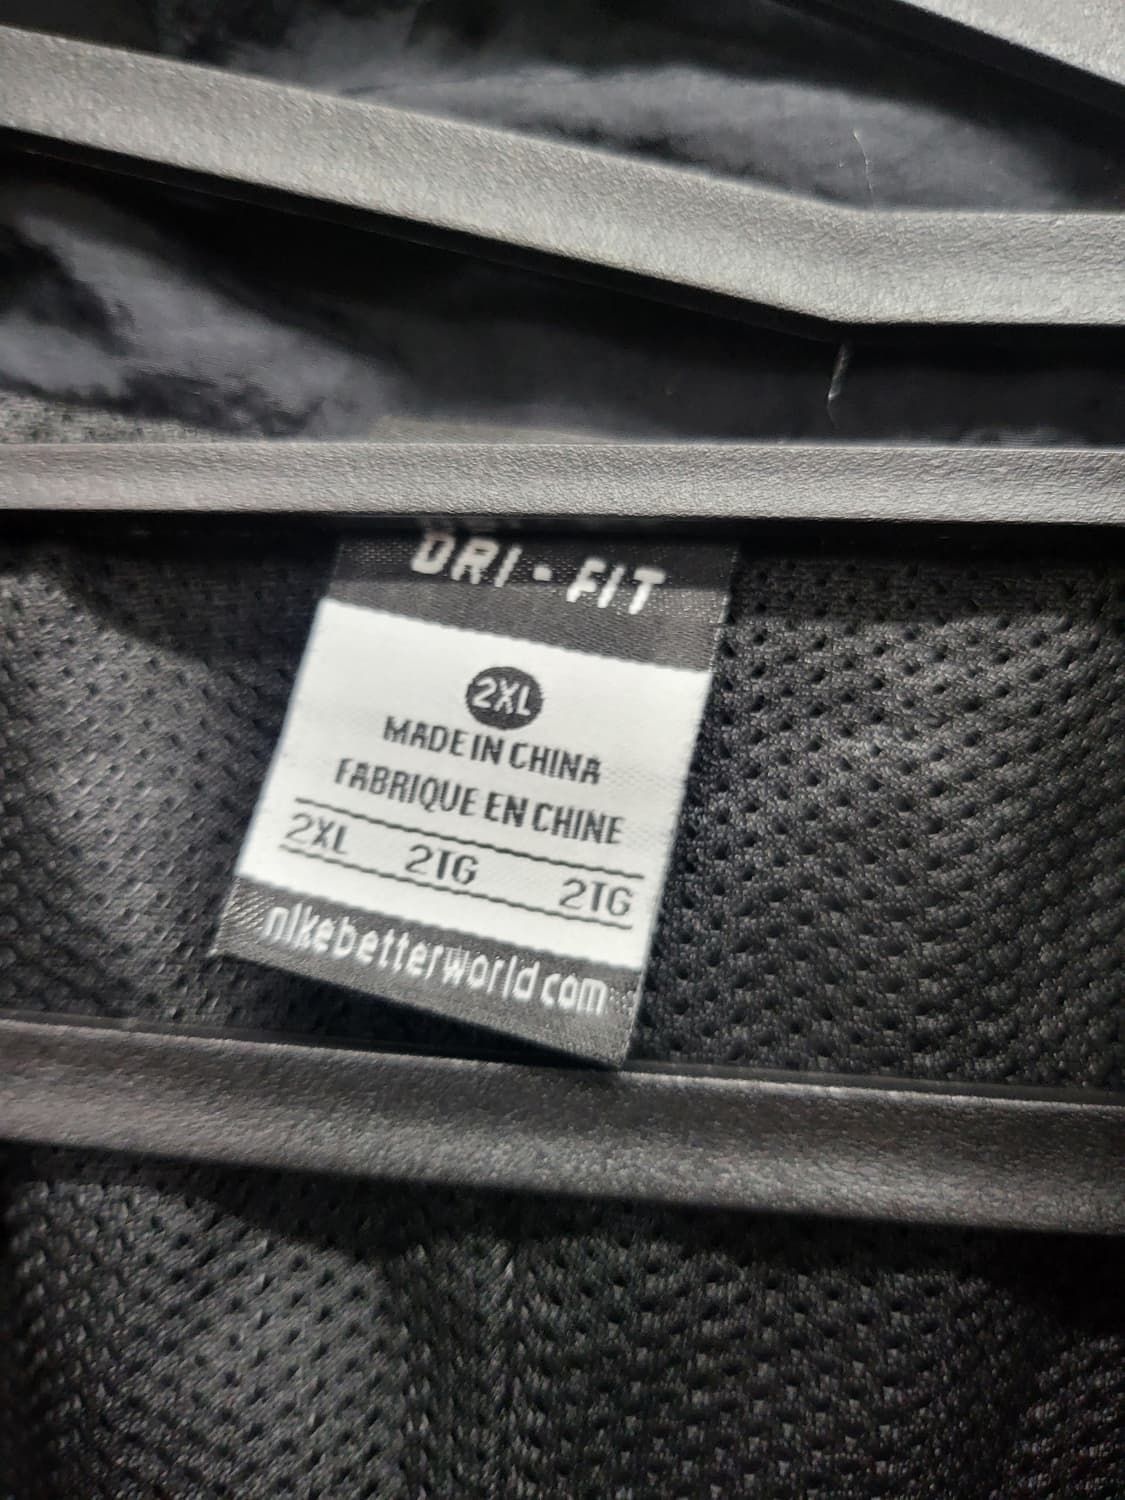 DRI-FIT
2XL
MADE IN CHINA
FABRIQUE EN CHINE
2XL 2TG 2TG
nikebetterworld.com